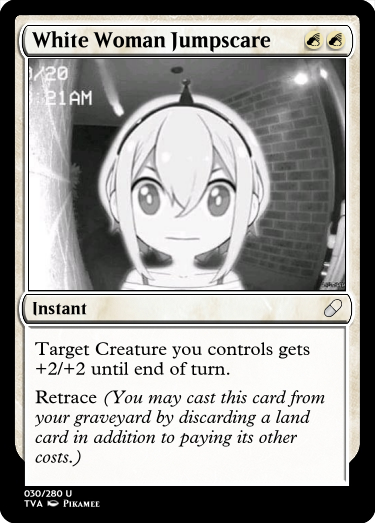 White Woman Jumpscare
/20
21AM
Instant
Target Creature you controls gets
+2/+2 until end of turn.
Retrace (You may cast this card from
your graveyard by discarding a land
card in addition to paying its other
costs.)
030/280 U
TVA Pikamee